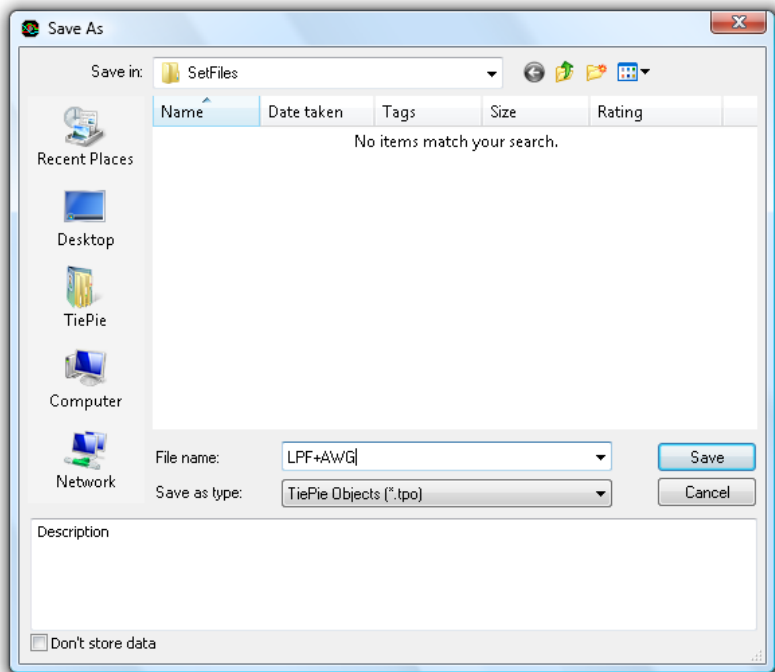 Save As
Save in: SetFiles
Name Date taken Tags Size Rating
No items match your search.
Recent Places
Desktop
TiePie
Computer
Network
File name: LPF+AWG Save
Save as type: TiePie Objects (*.tpo) Cancel
Description
Don't store data